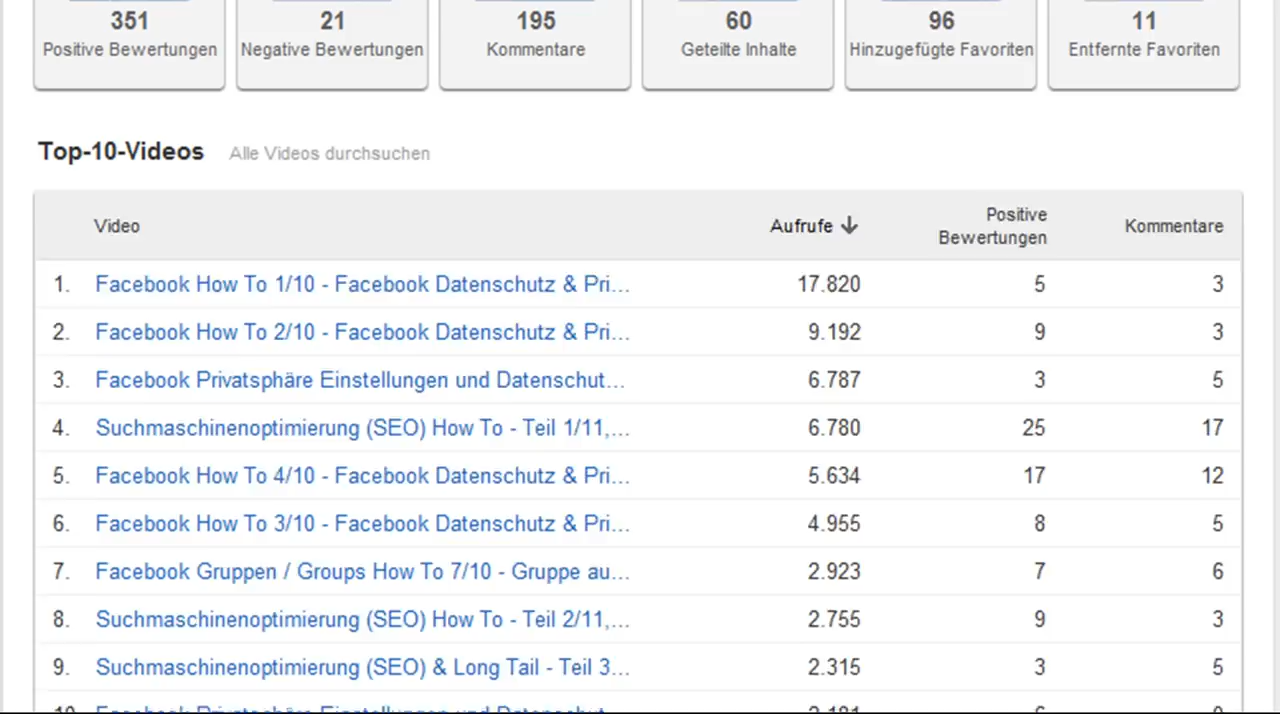 351 21 195 60 96 11
Positive Bewertungen Negative Bewertungen Kommentare Geteilte Inhalte Hinzugefügte Favoriten Entfernte Favoriten
Top-10-Videos Alle Videos durchsuchen
Video Aufrufe ↓ Positive Bewertungen Kommentare
1. Facebook How To 1/10 - Facebook Datenschutz & Pri... 17.820 5 3
2. Facebook How To 2/10 - Facebook Datenschutz & Pri... 9.192 9 3
3. Facebook Privatsphäre Einstellungen und Datenschut... 6.787 3 5
4. Suchmaschinenoptimierung (SEO) How To - Teil 1/11,... 6.780 25 17
5. Facebook How To 4/10 - Facebook Datenschutz & Pri... 5.634 17 12
6. Facebook How To 3/10 - Facebook Datenschutz & Pri... 4.955 8 5
7. Facebook Gruppen / Groups How To 7/10 - Gruppe au... 2.923 7 6
8. Suchmaschinenoptimierung (SEO) How To - Teil 2/11,... 2.755 9 3
9. Suchmaschinenoptimierung (SEO) & Long Tail - Teil 3... 2.315 3 5
10. Facebook Privatsphäre Einstellungen und Datenschut...